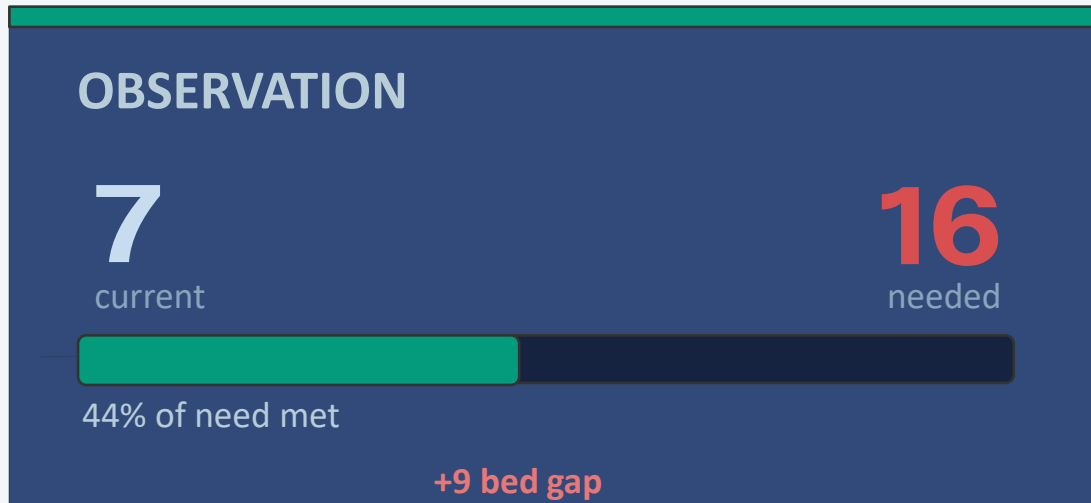 OBSERVATION
7 16
current needed
44% of need met
+9 bed gap